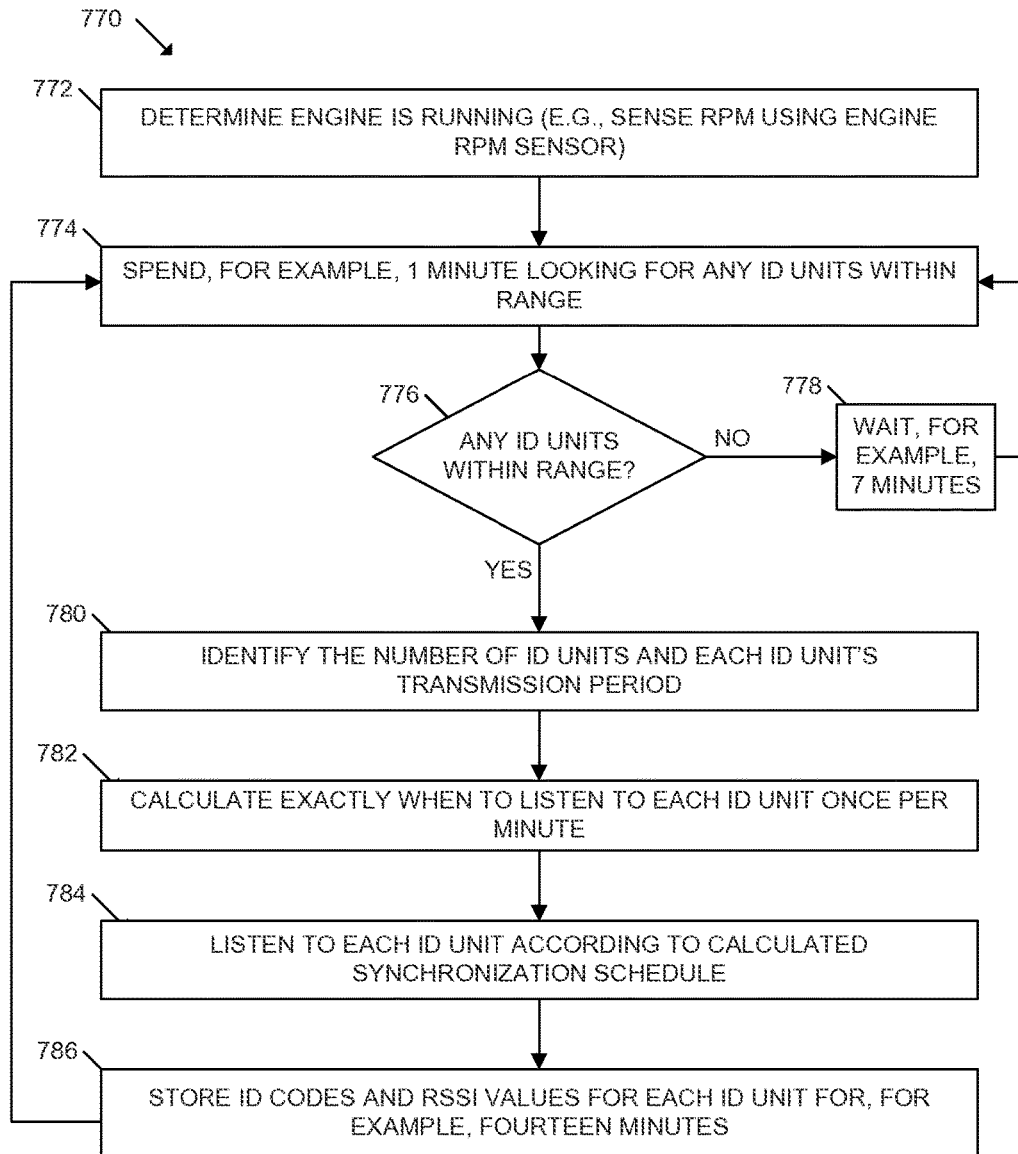 770
772
DETERMINE ENGINE IS RUNNING (E.G., SENSE RPM USING ENGINE
RPM SENSOR)
774
SPEND, FOR EXAMPLE, 1 MINUTE LOOKING FOR ANY ID UNITS WITHIN
RANGE
776
ANY ID UNITS
WITHIN RANGE?
NO
778
WAIT, FOR
EXAMPLE,
7 MINUTES
YES
780
IDENTIFY THE NUMBER OF ID UNITS AND EACH ID UNIT'S
TRANSMISSION PERIOD
782
CALCULATE EXACTLY WHEN TO LISTEN TO EACH ID UNIT ONCE PER
MINUTE
784
LISTEN TO EACH ID UNIT ACCORDING TO CALCULATED
SYNCHRONIZATION SCHEDULE
786
STORE ID CODES AND RSSI VALUES FOR EACH ID UNIT FOR, FOR
EXAMPLE, FOURTEEN MINUTES